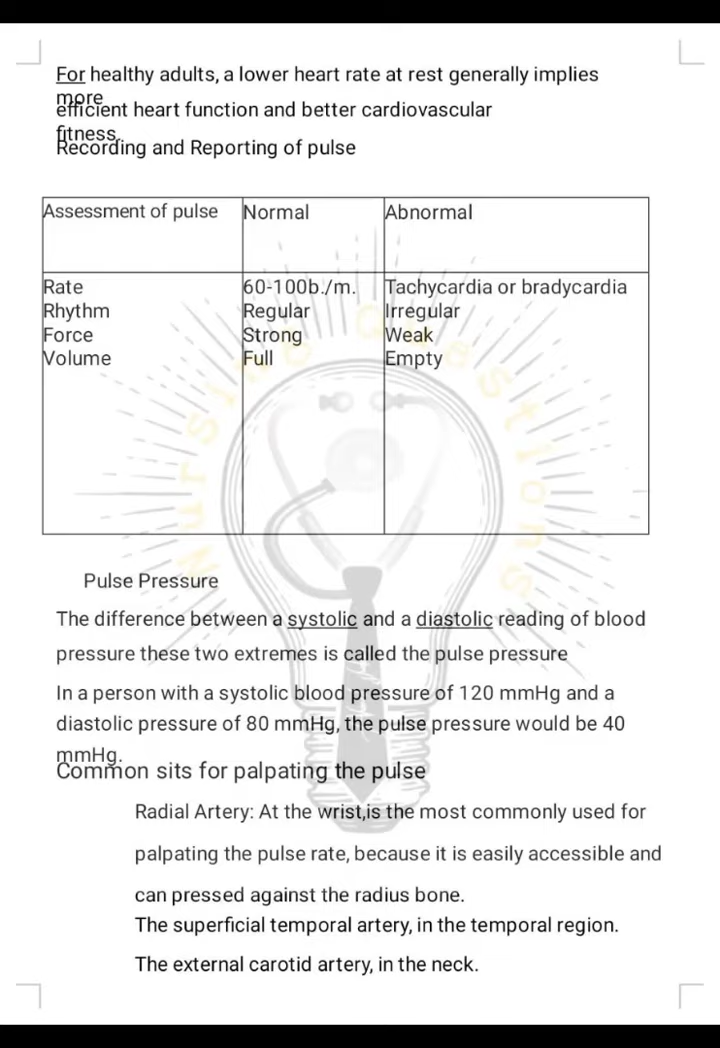 For healthy adults, a lower heart rate at rest generally implies
more
efficient heart function and better cardiovascular
fitness.
Recording and Reporting of pulse
Assessment of pulse Normal Abnormal
Rate 60-100b./m. Tachycardia or bradycardia
Rhythm Regular Irregular
Force Strong Weak
Volume Full Empty
Pulse Pressure
The difference between a systolic and a diastolic reading of blood
pressure these two extremes is called the pulse pressure
In a person with a systolic blood pressure of 120 mmHg and a
diastolic pressure of 80 mmHg, the pulse pressure would be 40
mmHg.
Common sits for palpating the pulse
Radial Artery: At the wrist,is the most commonly used for
palpating the pulse rate, because it is easily accessible and
can pressed against the radius bone.
The superficial temporal artery, in the temporal region.
The external carotid artery, in the neck.
Nursing Questions